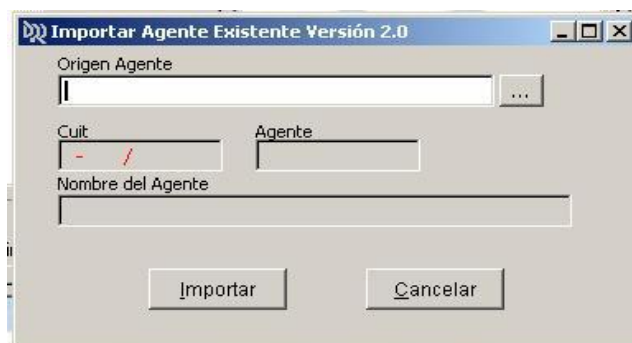 Importar Agente Existente Versión 2.0
Origen Agente
...
Cuit Agente
- /
Nombre del Agente
Importar Cancelar